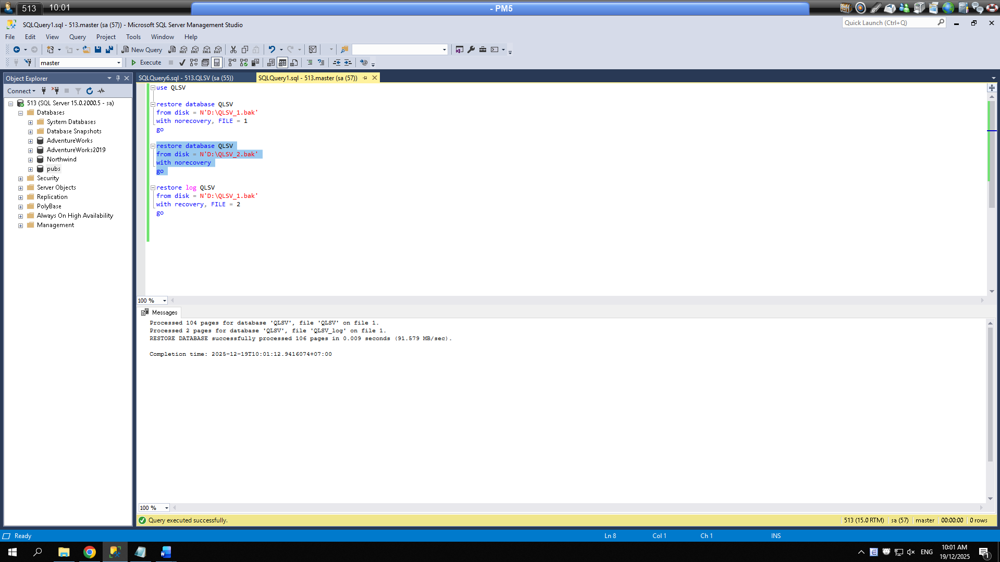 513
10:01
- PM5
SQLQuery1.sql - 513.master (sa (57)) - Microsoft SQL Server Management Studio
Quick Launch (Ctrl+Q)
File Edit View Query Project Tools Window Help
New Query
MDX DMX XMLA DAX
master
Execute
Object Explorer
Connect
513 (SQL Server 15.0.2000.5 - sa)
Databases
System Databases
Database Snapshots
AdventureWorks
AdventureWorks2019
Northwind
pubs
Security
Server Objects
Replication
PolyBase
Always On High Availability
Management
SQLQuery6.sql - 513.QLSV (sa (55))
SQLQuery1.sql - 513.master (sa (57))
use QLSV
restore database QLSV
from disk = N'D:\QLSV_1.bak'
with norecovery, FILE = 1
go
restore database QLSV
from disk = N'D:\QLSV_2.bak'
with norecovery
go
restore log QLSV
from disk = N'D:\QLSV_1.bak'
with recovery, FILE = 2
go
100 %
Messages
Processed 104 pages for database 'QLSV', file 'QLSV' on file 1.
Processed 2 pages for database 'QLSV', file 'QLSV_log' on file 1.
RESTORE DATABASE successfully processed 106 pages in 0.009 seconds (91.579 MB/sec).
Completion time: 2025-12-19T10:01:12.9416074+07:00
100 %
Query executed successfully.
513 (15.0 RTM)
sa (57)
master
00:00:00
0 rows
Ready
Ln 8
Col 1
Ch 1
INS
ENG
10:01 AM
19/12/2025
1